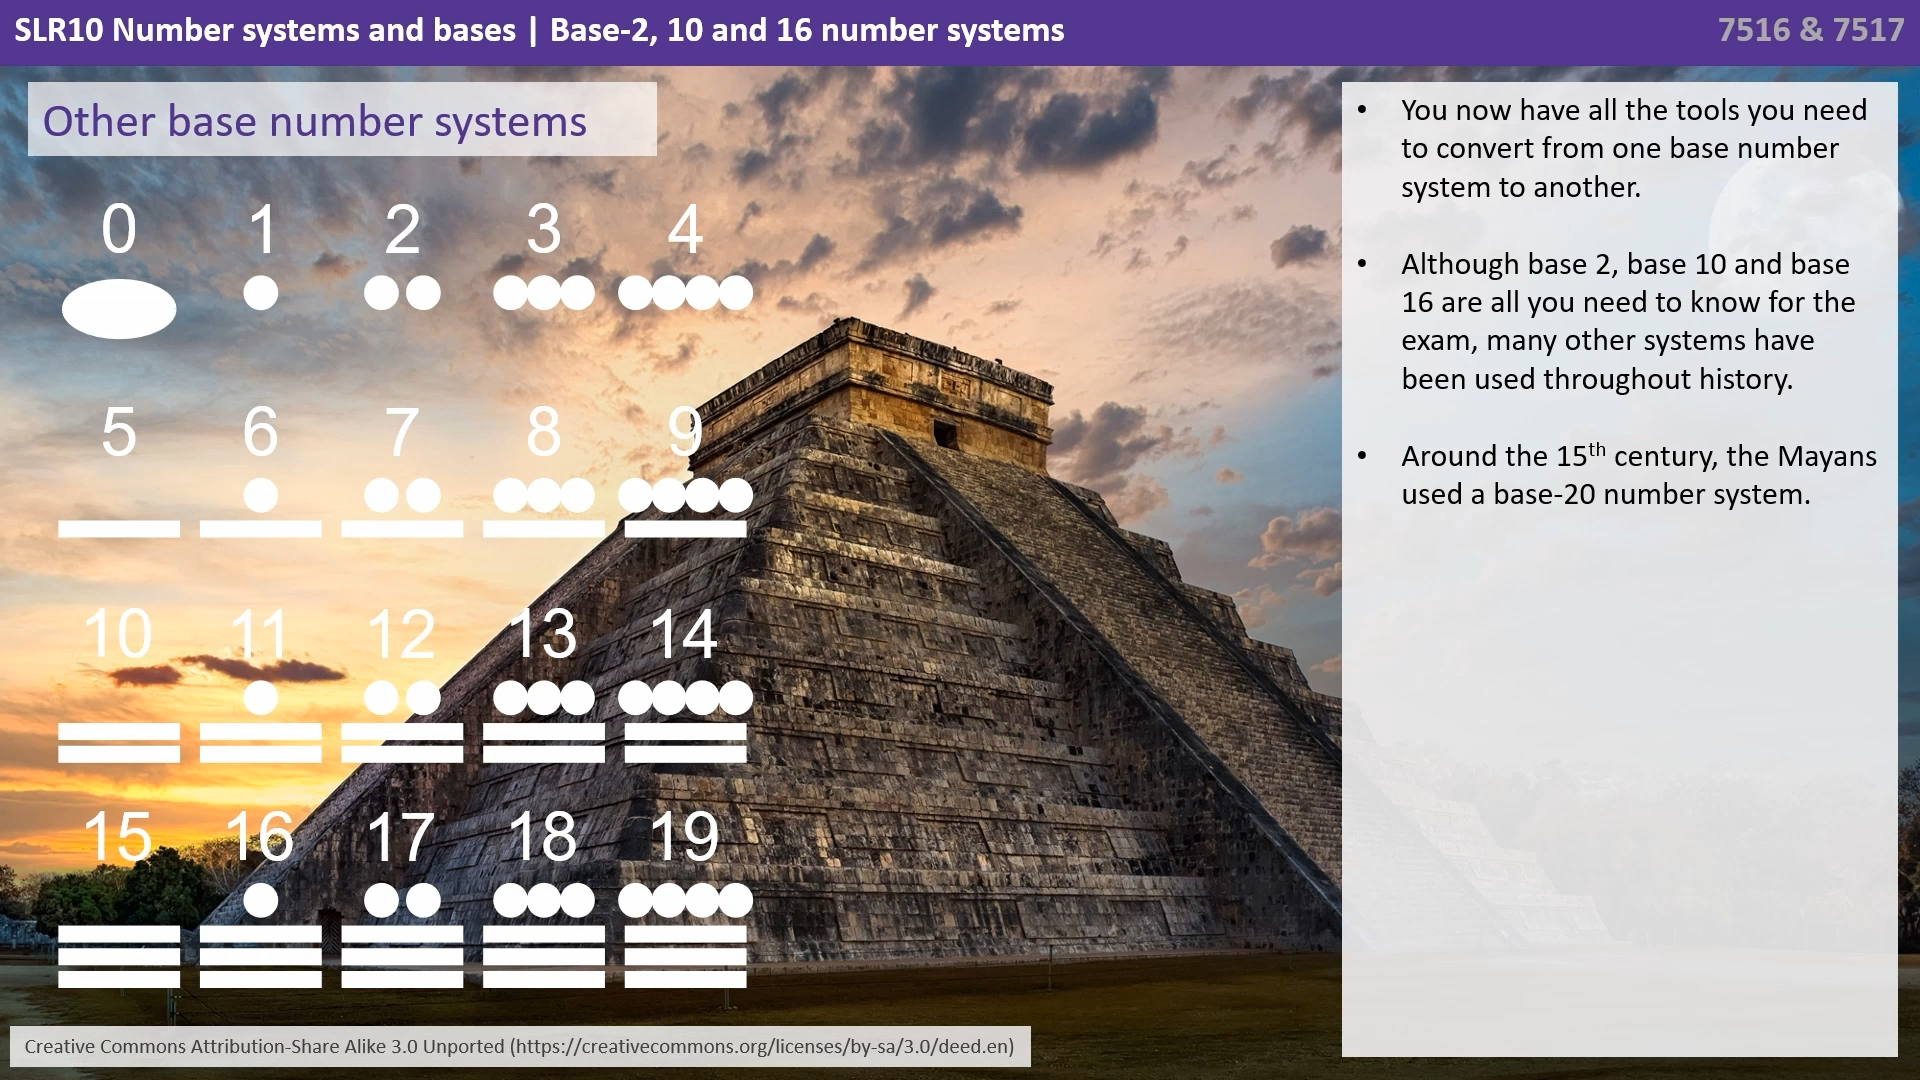 SLR10 Number systems and bases | Base-2, 10 and 16 number systems
7516 & 7517
Other base number systems
0 1 2 3 4
5 6 7 8 9
10 11 12 13 14
15 16 17 18 19
• You now have all the tools you need
to convert from one base number
system to another.
• Although base 2, base 10 and base
16 are all you need to know for the
exam, many other systems have
been used throughout history.
• Around the 15th century, the Mayans
used a base-20 number system.
Creative Commons Attribution-Share Alike 3.0 Unported (https://creativecommons.org/licenses/by-sa/3.0/deed.en)